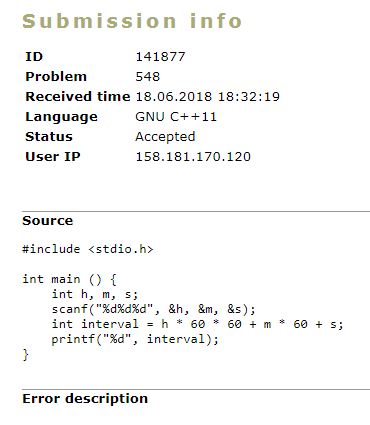 Submission info
ID 141877
Problem 548
Received time 18.06.2018 18:32:19
Language GNU C++11
Status Accepted
User IP 158.181.170.120
Source
#include <stdio.h>
int main () {
    int h, m, s;
    scanf("%d%d%d", &h, &m, &s);
    int interval = h * 60 * 60 + m * 60 + s;
    printf("%d", interval);
}
Error description